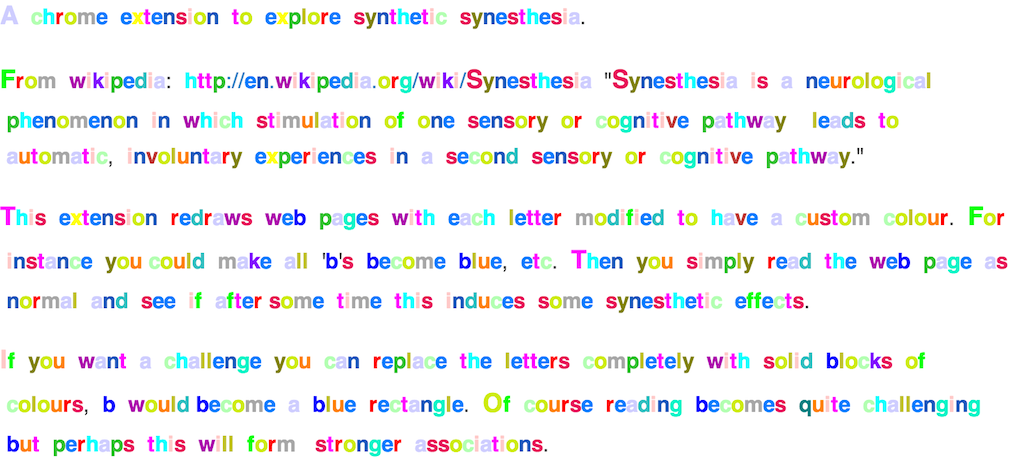 A chrome extension to explore synthetic synesthesia.
From wikipedia: http://en.wikipedia.org/wiki/Synesthesia "Synesthesia is a neurological
phenomenon in which stimulation of one sensory or cognitive pathway leads to
automatic, involuntary experiences in a second sensory or cognitive pathway."
This extension redraws web pages with each letter modified to have a custom colour. For
instance you could make all 'b's become blue, etc. Then you simply read the web page as
normal and see if after some time this induces some synesthetic effects.
If you want a challenge you can replace the letters completely with solid blocks of
colours, b would become a blue rectangle. Of course reading becomes quite challenging
but perhaps this will form stronger associations.